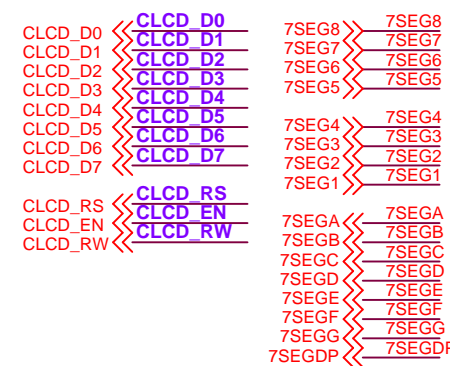 CLCD_D0 CLCD_D0
CLCD_D1 CLCD_D1
CLCD_D2 CLCD_D2
CLCD_D3 CLCD_D3
CLCD_D4 CLCD_D4
CLCD_D5 CLCD_D5
CLCD_D6 CLCD_D6
CLCD_D7 CLCD_D7
CLCD_RS CLCD_RS
CLCD_EN CLCD_EN
CLCD_RW CLCD_RW
7SEG8 7SEG8
7SEG7 7SEG7
7SEG6 7SEG6
7SEG5 7SEG5
7SEG4 7SEG4
7SEG3 7SEG3
7SEG2 7SEG2
7SEG1 7SEG1
7SEGA 7SEGA
7SEGB 7SEGB
7SEGC 7SEGC
7SEGD 7SEGD
7SEGE 7SEGE
7SEGF 7SEGF
7SEGG 7SEGG
7SEGDP 7SEGDP